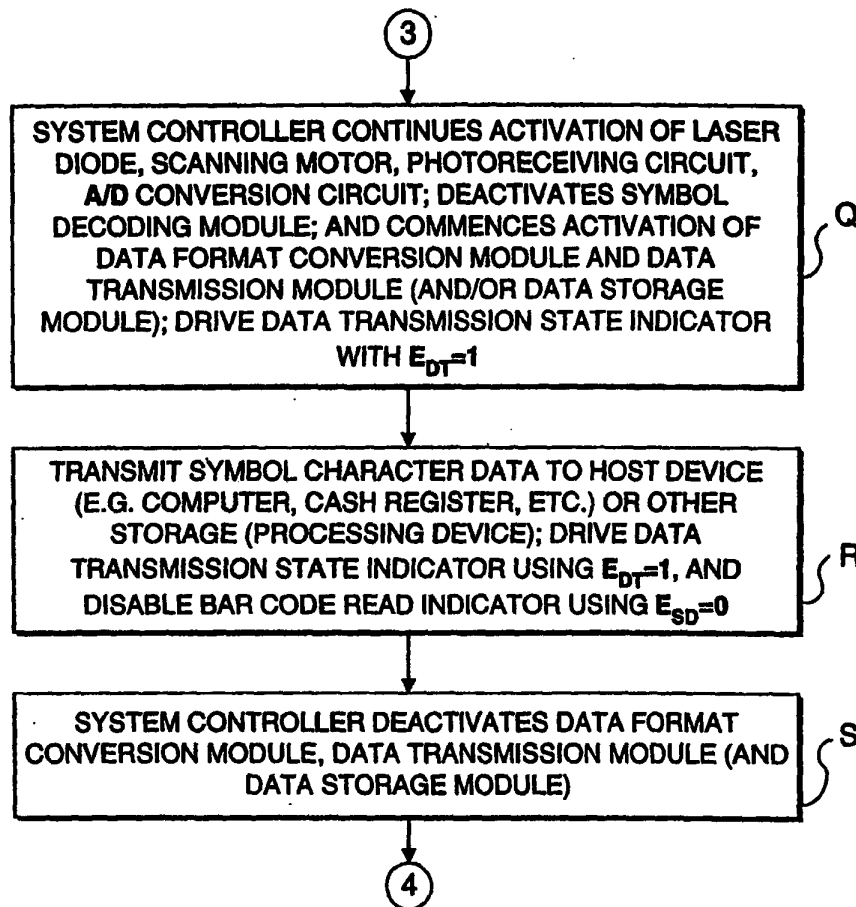 3
SYSTEM CONTROLLER CONTINUES ACTIVATION OF LASER
DIODE, SCANNING MOTOR, PHOTORECEIVING CIRCUIT,
A/D CONVERSION CIRCUIT; DEACTIVATES SYMBOL
DECODING MODULE; AND COMMENCES ACTIVATION OF
DATA FORMAT CONVERSION MODULE AND DATA
TRANSMISSION MODULE (AND/OR DATA STORAGE
MODULE); DRIVE DATA TRANSMISSION STATE INDICATOR
WITH E_DT=1
Q
TRANSMIT SYMBOL CHARACTER DATA TO HOST DEVICE
(E.G. COMPUTER, CASH REGISTER, ETC.) OR OTHER
STORAGE (PROCESSING DEVICE); DRIVE DATA
TRANSMISSION STATE INDICATOR USING E_DT=1, AND
DISABLE BAR CODE READ INDICATOR USING E_SD=0
R
SYSTEM CONTROLLER DEACTIVATES DATA FORMAT
CONVERSION MODULE, DATA TRANSMISSION MODULE (AND
DATA STORAGE MODULE)
S
4